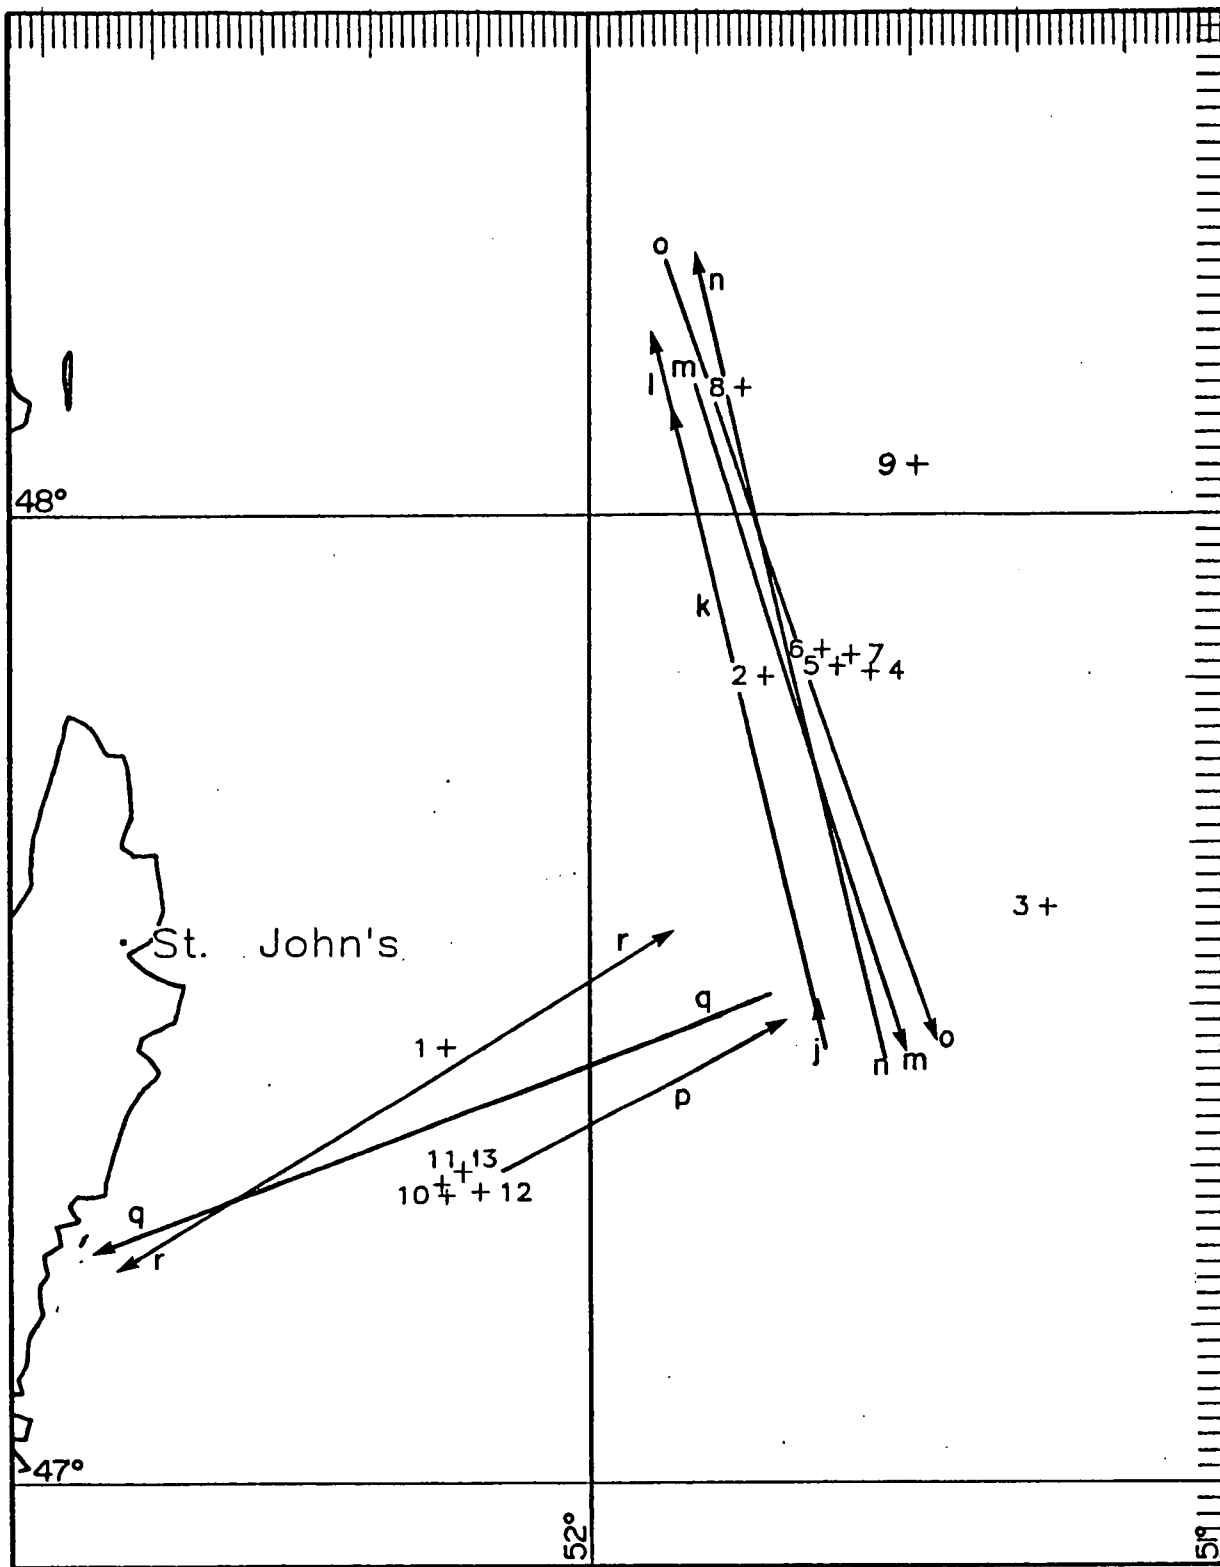 o
n
m
l
8 +
9 +
48°
k
6 + + 7
5 + + 4
2 +
3 +
St. John's
r
q
1 +
j
n
m
o
p
11 13
10 + 12
q
r
47°
52°
51°